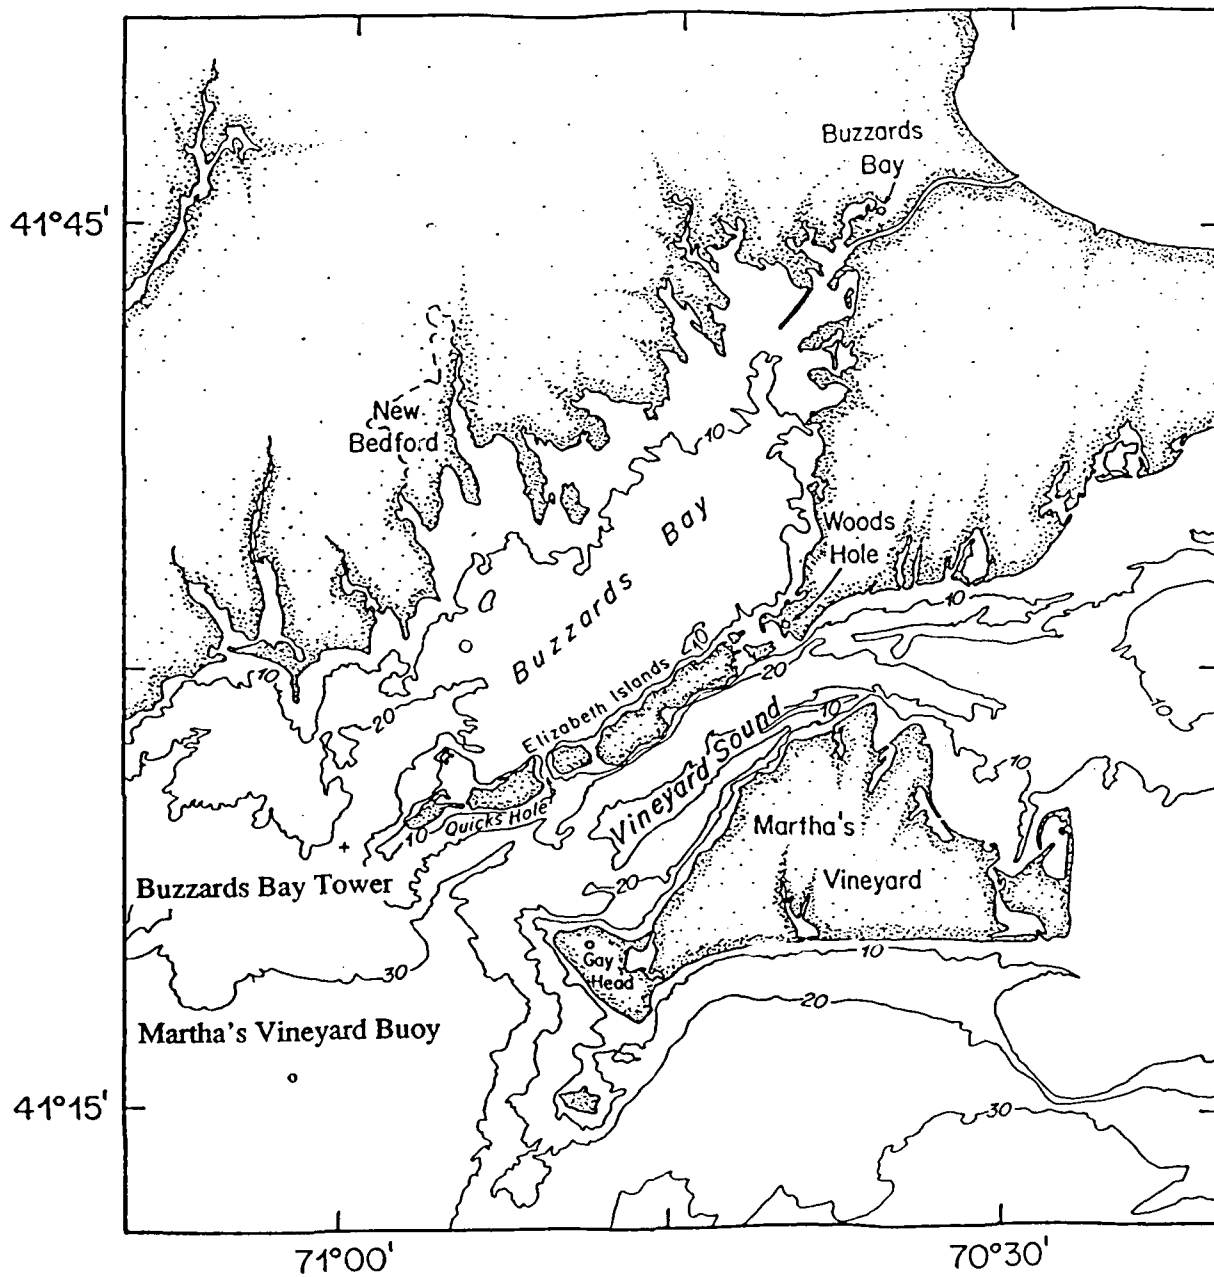 Buzzards
Bay
41°45'
New
Bedford
10
Bay
Woods
Hole
Buzzards
10
10
20
10
Elizabeth Islands
20
10
10
Vineyard Sound
10
10
Quicks Hole
Martha's
Vineyard
Buzzards Bay Tower
20
Gay
Head
10
30
20
Martha's Vineyard Buoy
41°15'
30
71°00'
70°30'